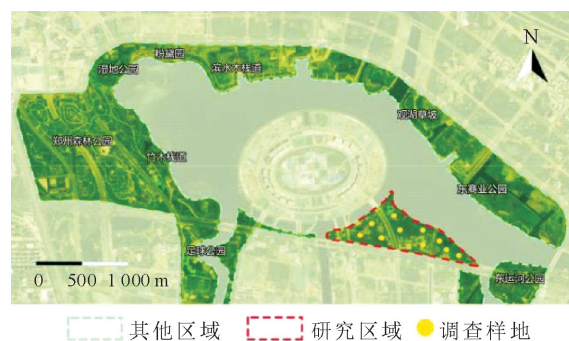 粉黛园
N
湿地公园
滨水木栈道
观湖草坡
郑州森林公园
竹木栈道
东商业公园
足球公园
东运河公园
0 500 1 000 m
其他区域 研究区域 调查样地